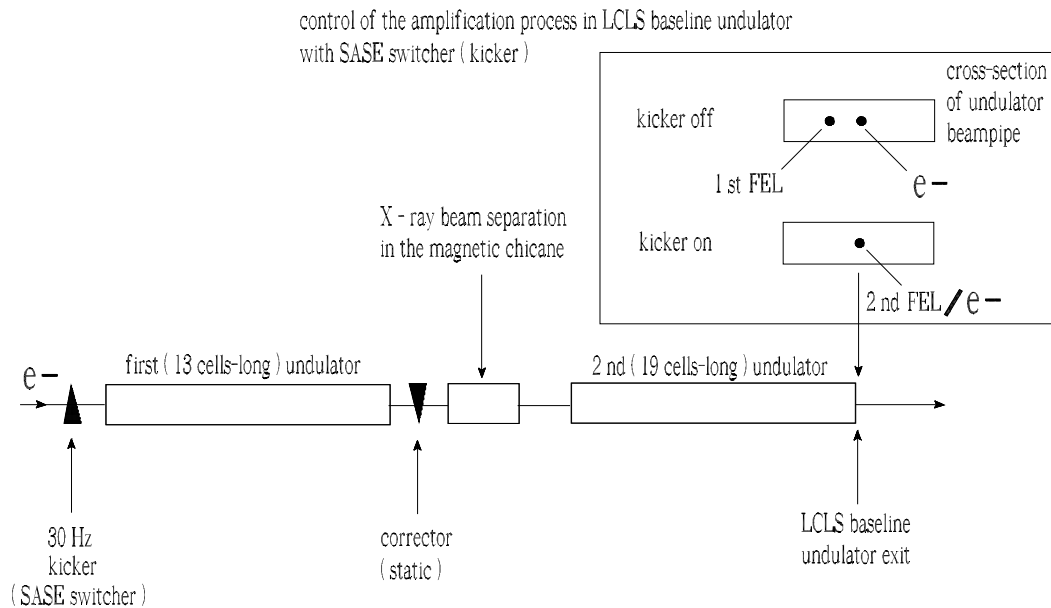 control of the amplification process in LCLS baseline undulator
with SASE switcher ( kicker )
cross-section
of undulator
beampipe
kicker off
1 st FEL
e-
kicker on
2 nd FEL / e-
X - ray beam separation
in the magnetic chicane
first ( 13 cells-long ) undulator
2 nd ( 19 cells-long ) undulator
e-
30 Hz
kicker
( SASE switcher )
corrector
( static )
LCLS baseline
undulator exit